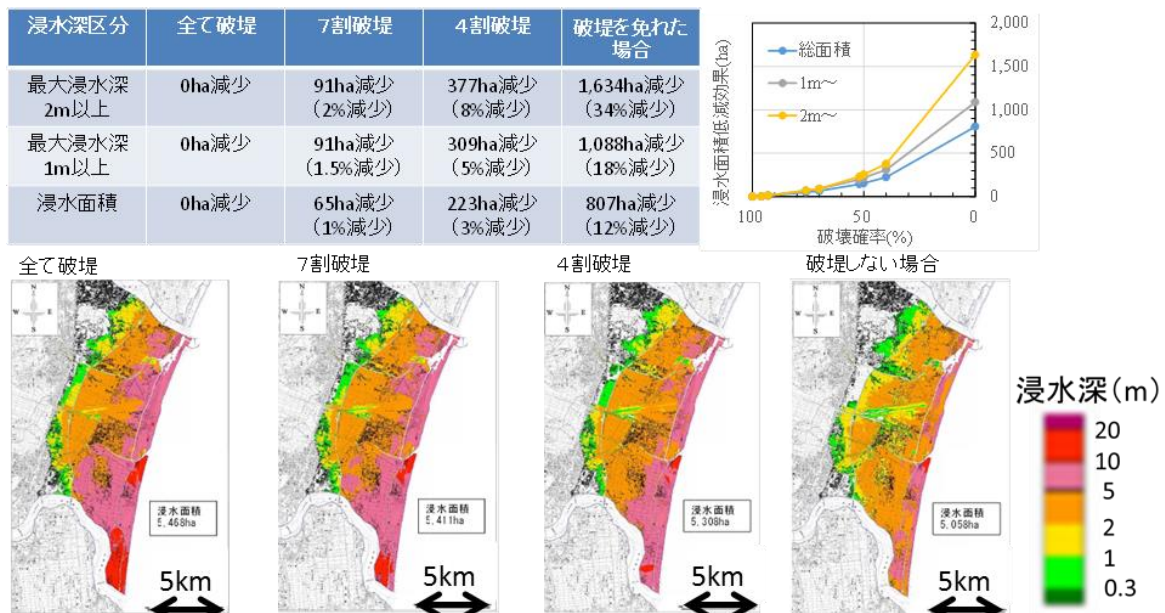 浸水深区分 全て破堤 7割破堤 4割破堤 破堤を免れた
場合
最大浸水深
2m以上
0ha減少
91ha減少
(2%減少)
377ha減少
(8%減少)
1,634ha減少
(34%減少)
最大浸水深
1m以上
0ha減少
91ha減少
(1.5%減少)
309ha減少
(5%減少)
1,088ha減少
(18%減少)
浸水面積
0ha減少
65ha減少
(1%減少)
223ha減少
(3%減少)
807ha減少
(12%減少)
浸水面積低減効果(ha)
総面積
1m～
2m～
2,000
1,500
1,000
500
0
100 50 0
破壊確率(%)
全て破堤
N
W E
S
浸水面積
5,468ha
5km
7割破堤
N
W E
S
浸水面積
5,411ha
5km
4割破堤
N
W E
S
浸水面積
5,308ha
5km
破堤しない場合
N
W E
S
浸水面積
5,058ha
5km
浸水深(m)
20
10
5
2
1
0.3